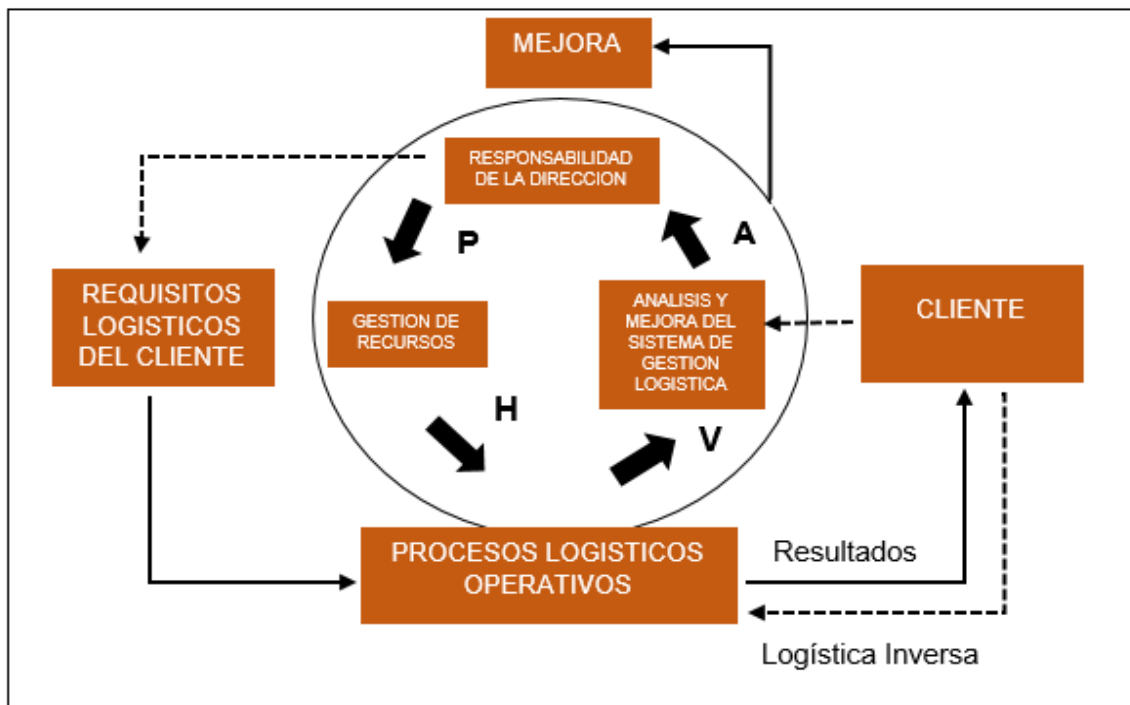 MEJORA
RESPONSABILIDAD
DE LA DIRECCION
P
A
REQUISITOS
LOGISTICOS
DEL CLIENTE
GESTION DE
RECURSOS
ANALISIS Y
MEJORA DEL
SISTEMA DE
GESTION
LOGISTICA
CLIENTE
H
V
PROCESOS LOGISTICOS
OPERATIVOS
Resultados
Logística Inversa